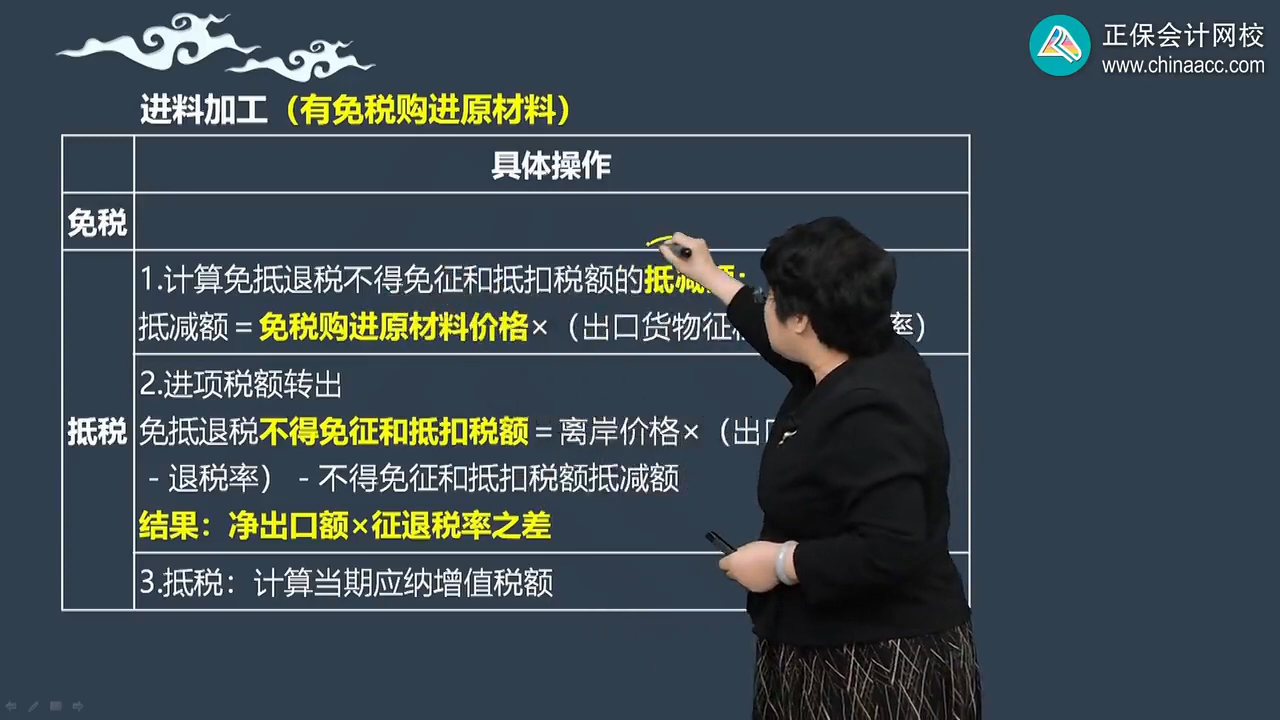 正保会计网校
www.chinaacc.com
进料加工（有免税购进原材料）
具体操作
免税
1.计算免抵退税不得免征和抵扣税额的抵减额：
抵减额＝免税购进原材料价格×（出口货物征 率）
抵税
2.进项税额转出
免抵退税不得免征和抵扣税额＝离岸价格×（出
－退税率）－不得免征和抵扣税额抵减额
结果：净出口额×征退税率之差
3.抵税：计算当期应纳增值税额